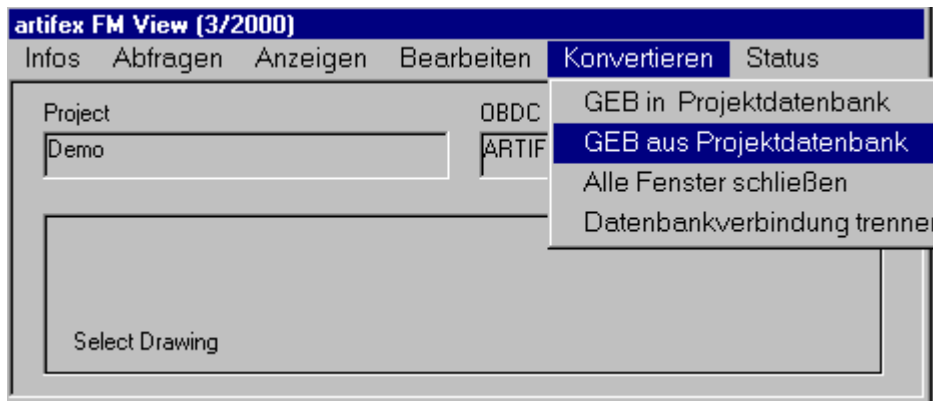 artifex FM View (3/2000)
Infos Abfragen Anzeigen Bearbeiten Konvertieren Status
GEB in Projektdatenbank
GEB aus Projektdatenbank
Alle Fenster schließen
Datenbankverbindung trenne
Project OBDC
Demo ARTIF
Select Drawing